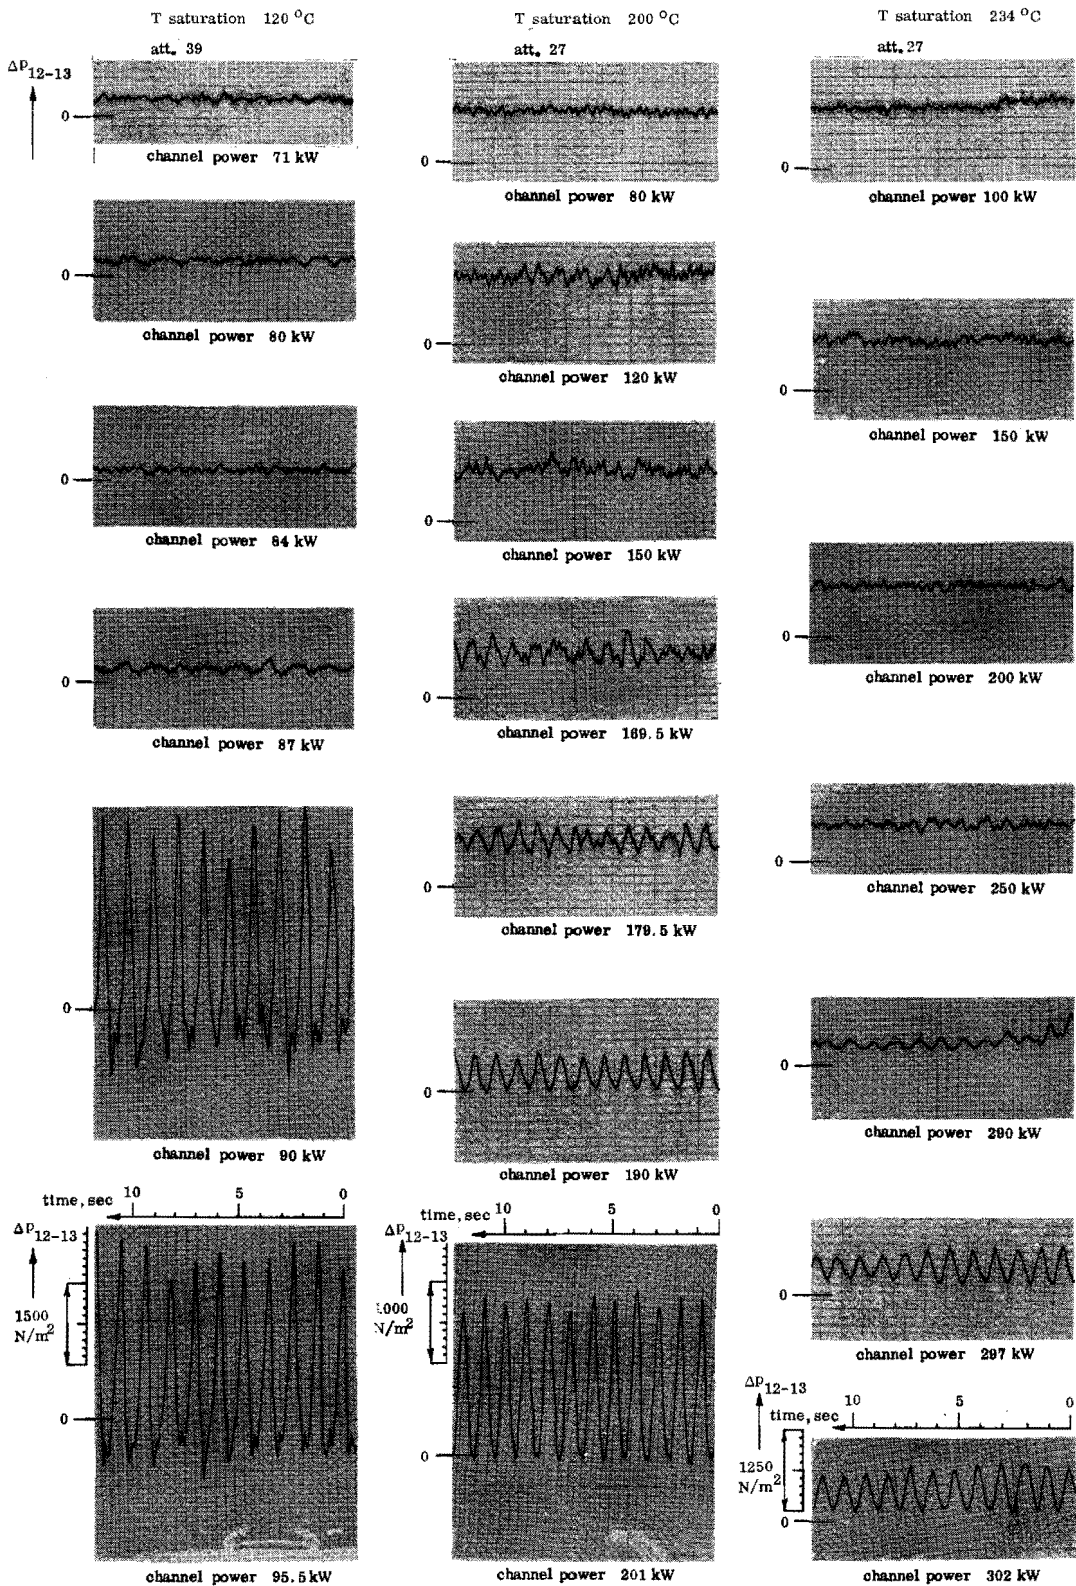 T saturation 120 °C
att. 39
ΔP12-13
0
channel power 71 kW
0
channel power 80 kW
0
channel power 84 kW
0
channel power 87 kW
0
channel power 90 kW
time, sec 10 5 0
ΔP12-13
1500
N/m2
0
channel power 95.5 kW
T saturation 200 °C
att. 27
0
channel power 80 kW
0
channel power 120 kW
0
channel power 150 kW
0
channel power 169.5 kW
0
channel power 179.5 kW
0
channel power 190 kW
time, sec 10 5 0
ΔP12-13
N/m2
0
channel power 201 kW
T saturation 234 °C
att. 27
0
channel power 100 kW
0
channel power 150 kW
0
channel power 200 kW
0
channel power 250 kW
0
channel power 290 kW
0
channel power 297 kW
ΔP12-13
time, sec 10 5 0
1250
N/m2
0
channel power 302 kW